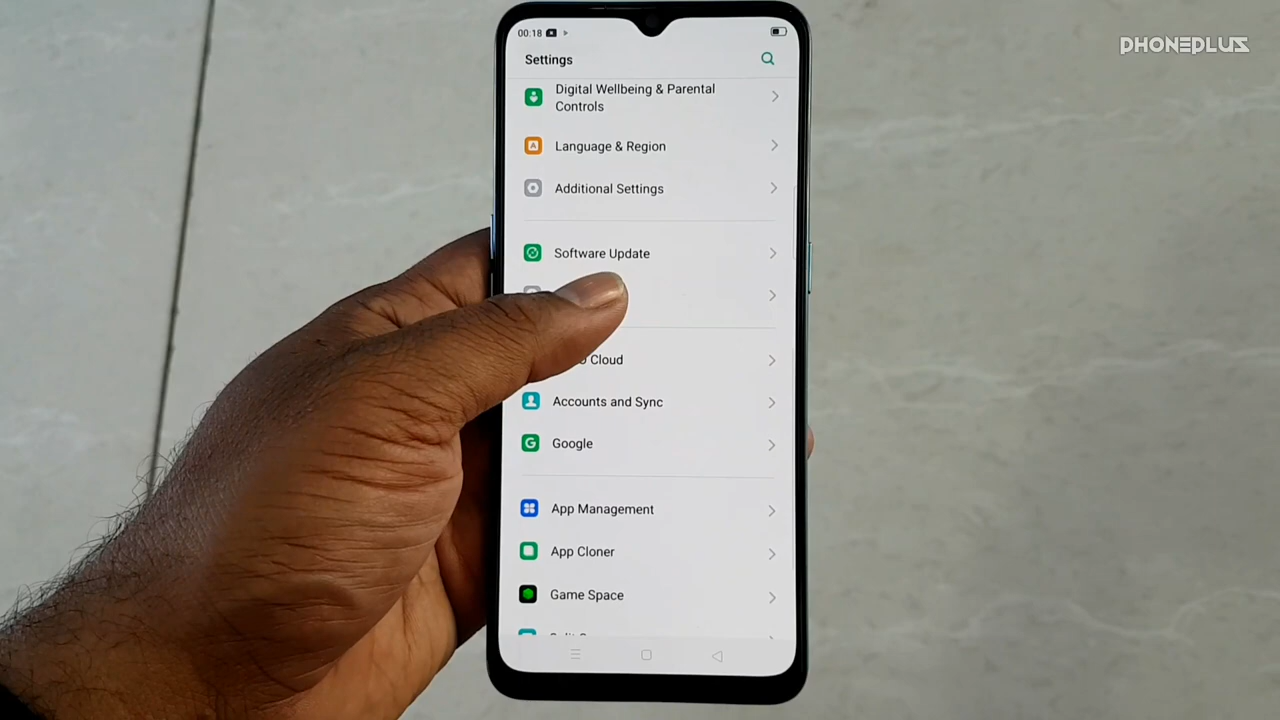 PHONEPLUS
00:18
Settings
Digital Wellbeing & Parental
Controls
Language & Region
Additional Settings
Software Update
Cloud
Accounts and Sync
Google
App Management
App Cloner
Game Space